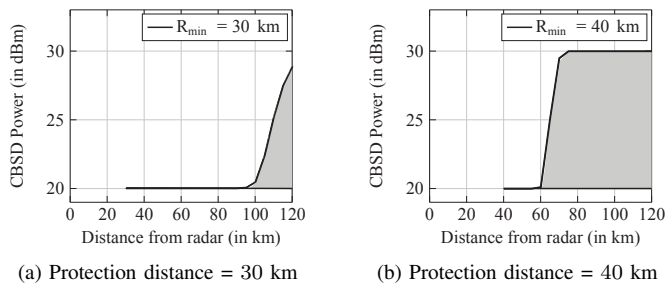 R_min = 30 km
30
25
20
CBSD Power (in dBm)
0 20 40 60 80 100 120
Distance from radar (in km)
(a) Protection distance = 30 km
R_min = 40 km
30
25
20
CBSD Power (in dBm)
0 20 40 60 80 100 120
Distance from radar (in km)
(b) Protection distance = 40 km